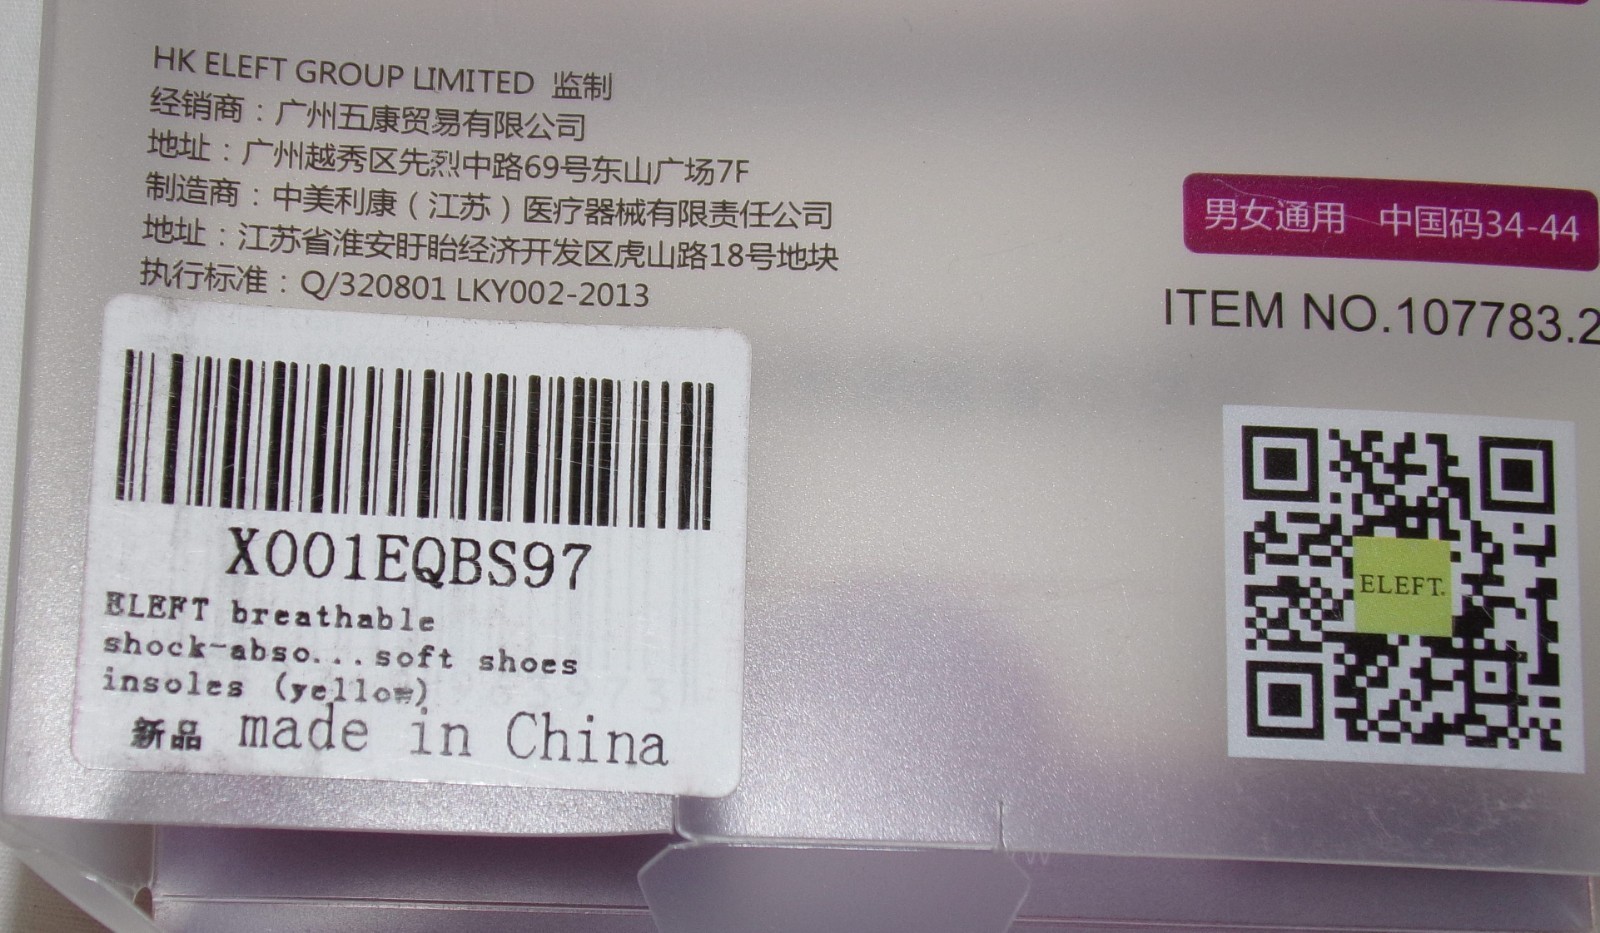 HK ELEFT GROUP LIMITED 监制
经销商：广州五康贸易有限公司
地址：广州越秀区先烈中路69号东山广场7F
制造商：中美利康（江苏）医疗器械有限责任公司
地址：江苏省淮安盱眙经济开发区虎山路18号地块
执行标准：Q/320801 LKY002-2013
男女通用 中国码34-44
ITEM NO.107783.2
X001EQBS97
ELEFT breathable
shock-abso...soft shoes
insoles (yellow)
新品 made in China
ELEFT.